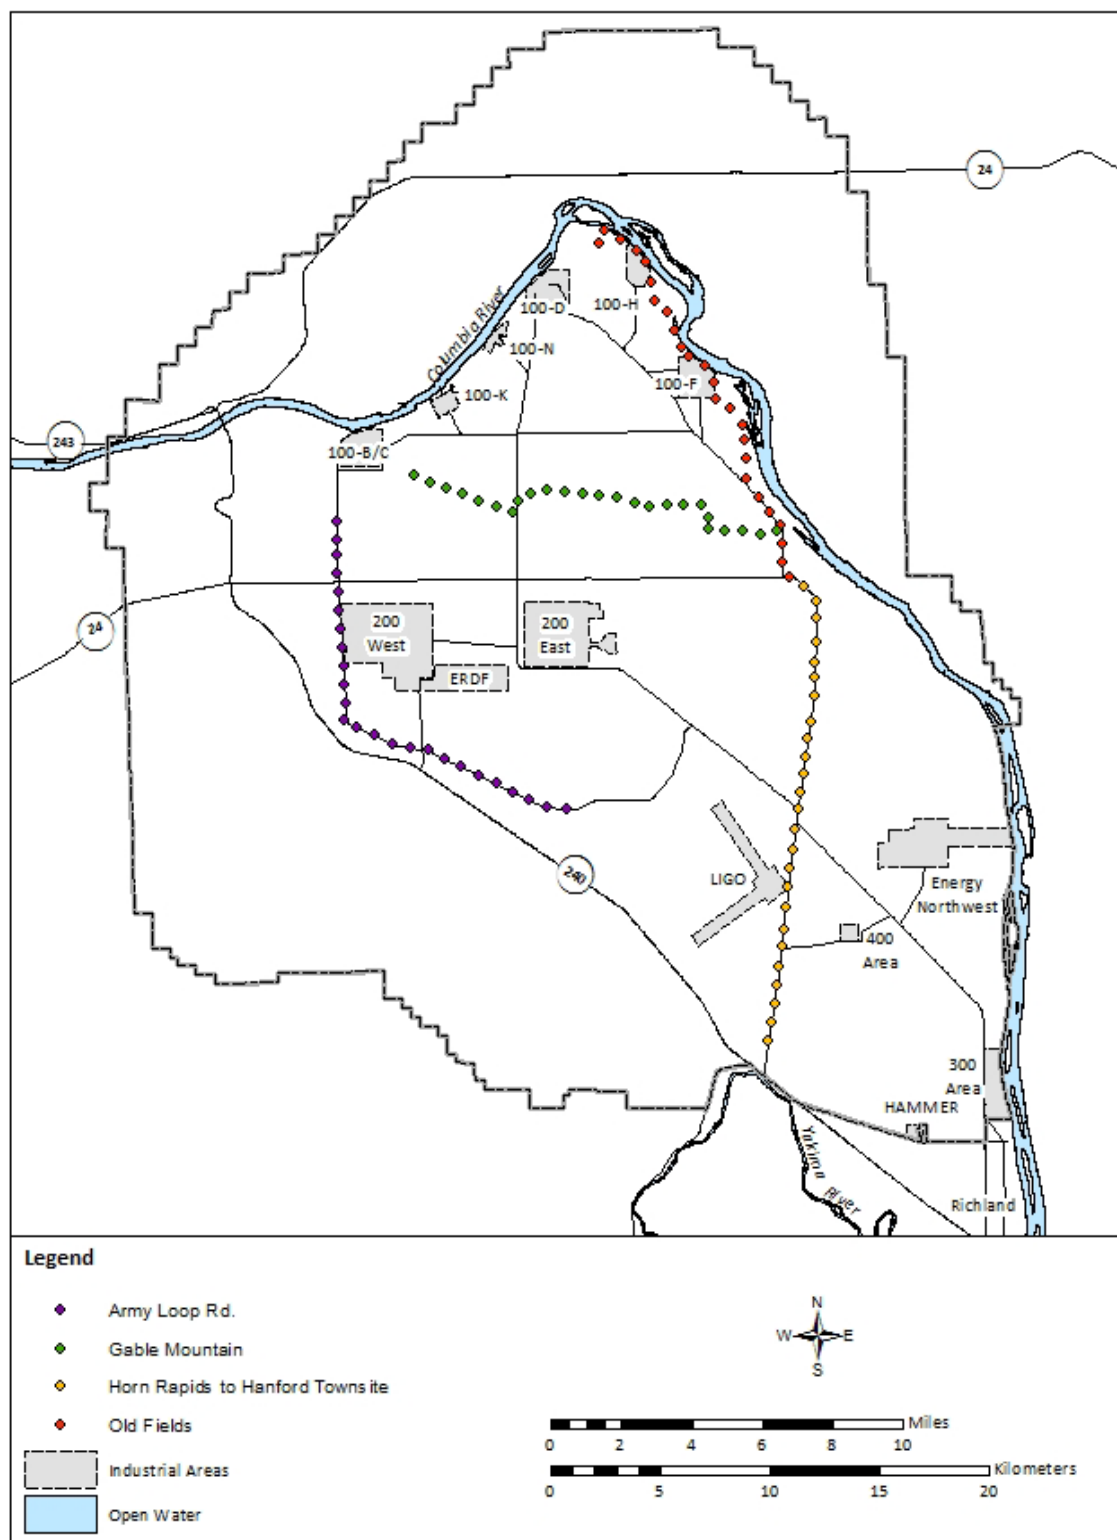 24
Columbia River
100-D
100-H
100-N
100-F
100-K
243
100-B/C
24
200
West
200
East
ERDF
240
LIGO
Energy
Northwest
400
Area
300
Area
HAMMER
Yakima
River
Richland
Legend
Army Loop Rd.
Gable Mountain
Horn Rapids to Hanford Townsite
Old Fields
Industrial Areas
Open Water
N
W E
S
Miles
0 2 4 6 8 10
Kilometers
0 5 10 15 20